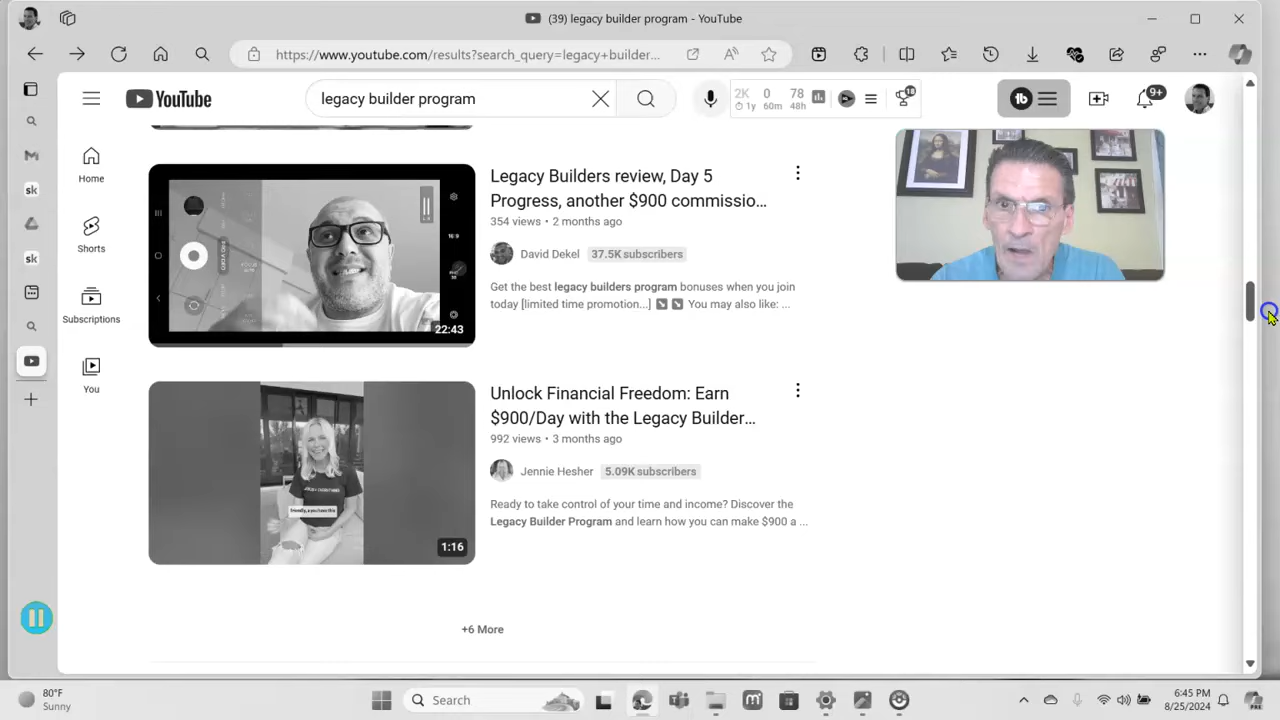 (39) legacy builder program - YouTube
https://www.youtube.com/results?search_query=legacy+builder...
YouTube
legacy builder program
2K 0 78
1y 60m 48h
10
tb
9+
Home
Shorts
Subscriptions
You
sk
sk
Legacy Builders review, Day 5
Progress, another $900 commissio...
354 views • 2 months ago
David Dekel 37.5K subscribers
Get the best legacy builders program bonuses when you join
today [limited time promotion...] You may also like: ...
22:43
Unlock Financial Freedom: Earn
$900/Day with the Legacy Builder...
992 views • 3 months ago
Jennie Hesher 5.09K subscribers
Ready to take control of your time and income? Discover the
Legacy Builder Program and learn how you can make $900 a ...
1:16
+6 More
80°F
Sunny
Search
6:45 PM
8/25/2024